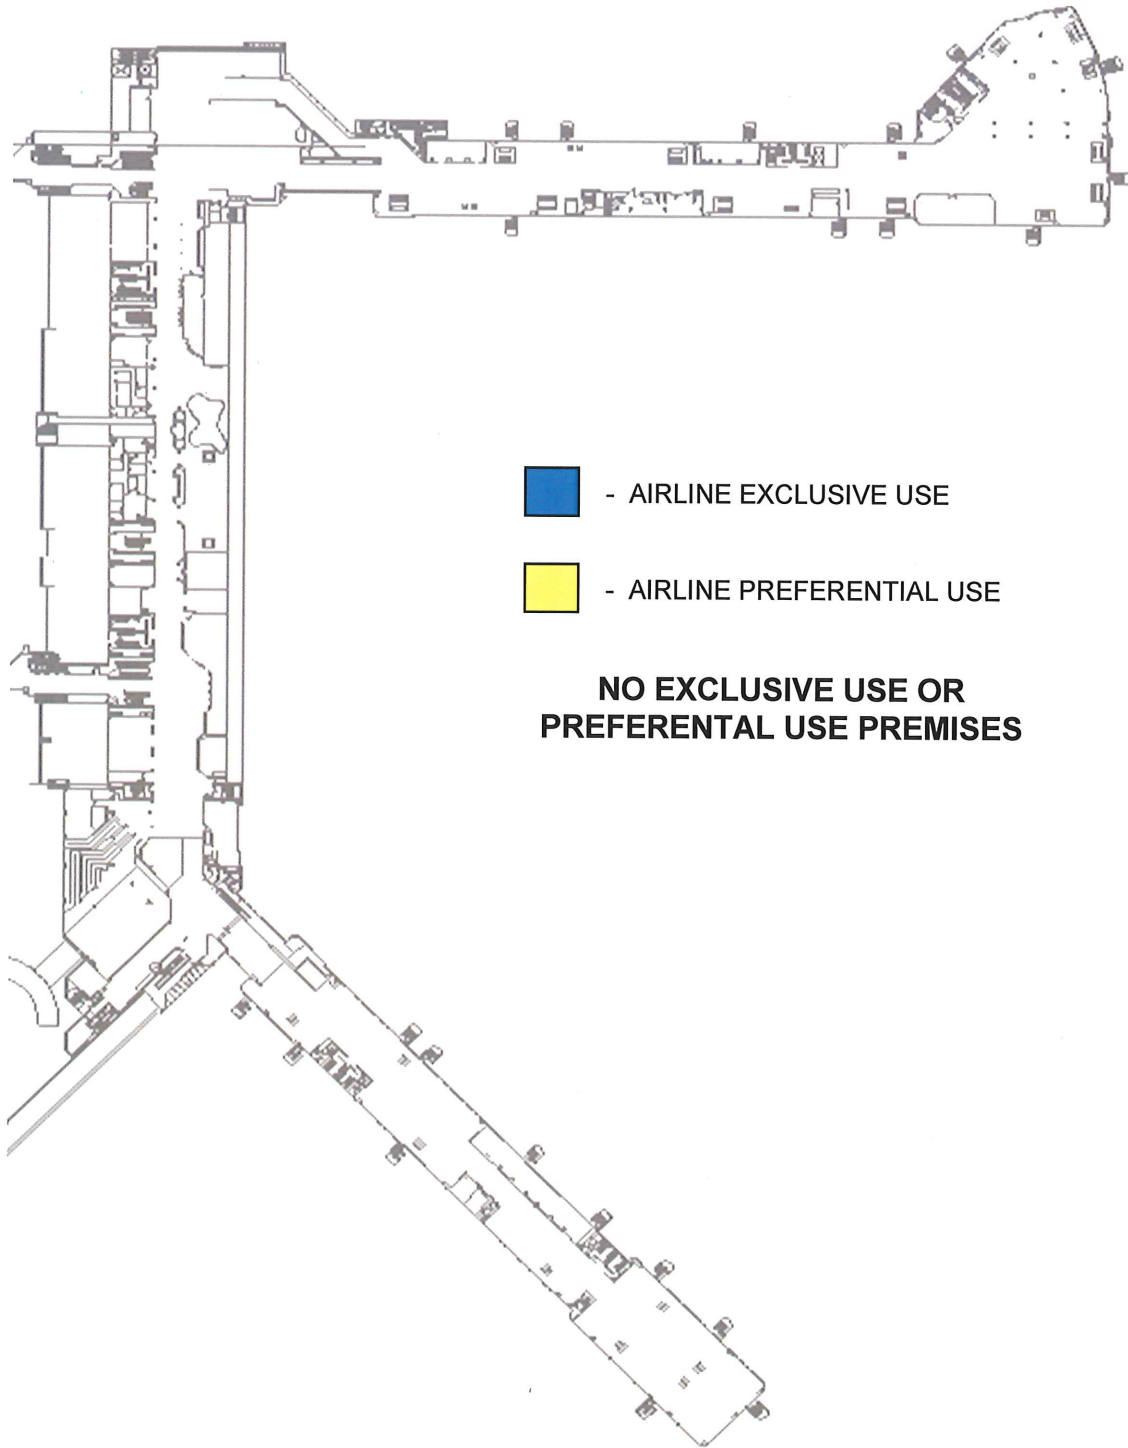 - AIRLINE EXCLUSIVE USE
- AIRLINE PREFERENTIAL USE
NO EXCLUSIVE USE OR
PREFERENTAL USE PREMISES